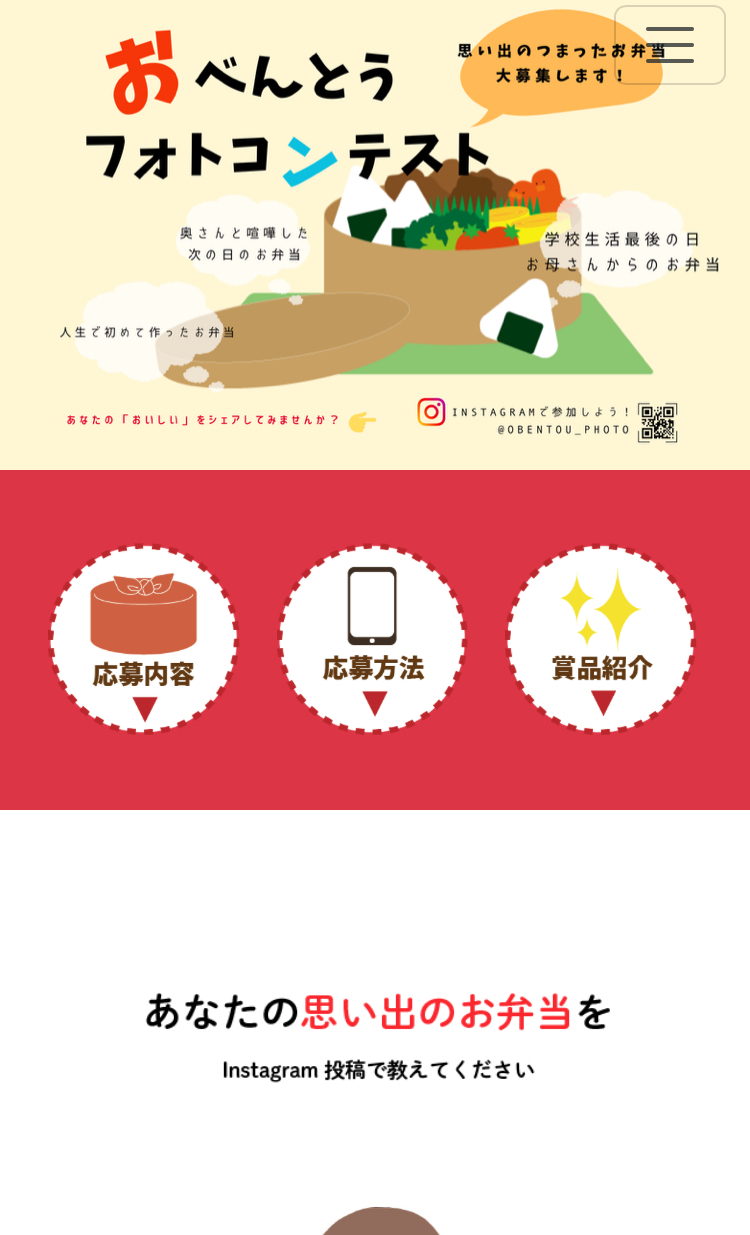 おべんとう
フォトコンテスト
思い出のつまったお弁当
大募集します！
奥さんと喧嘩した
次の日のお弁当
学校生活最後の日
お母さんからのお弁当
人生で初めて作ったお弁当
あなたの「おいしい」をシェアしてみませんか？
INSTAGRAMで参加しよう！
@OBENTOU_PHOTO
応募内容
応募方法
賞品紹介
あなたの思い出のお弁当を
Instagram 投稿で教えてください